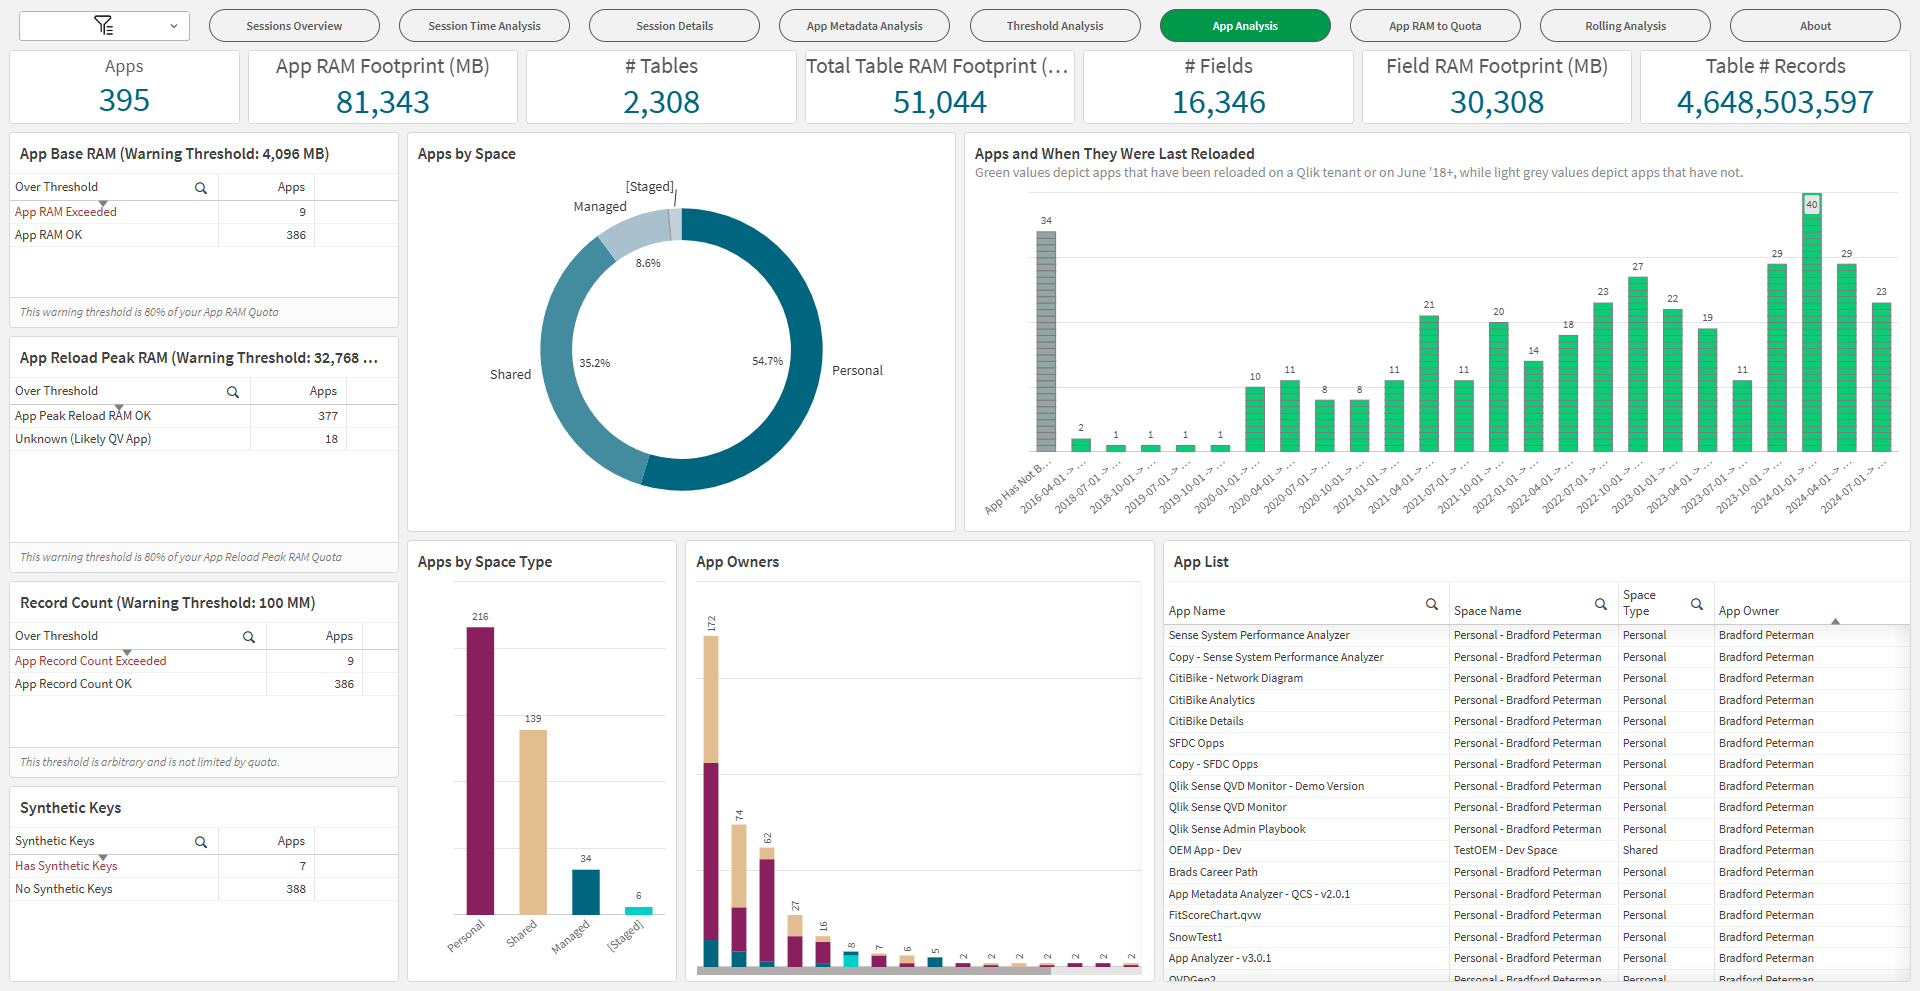 Sessions Overview
Session Time Analysis
Session Details
App Metadata Analysis
Threshold Analysis
App Analysis
App RAM to Quota
Rolling Analysis
About
Apps
395
App RAM Footprint (MB)
81,343
# Tables
2,308
Total Table RAM Footprint (…
51,044
# Fields
16,346
Field RAM Footprint (MB)
30,308
Table # Records
4,648,503,597
App Base RAM (Warning Threshold: 4,096 MB)
Over Threshold Apps
App RAM Exceeded 9
App RAM OK 386
This warning threshold is 80% of your App RAM Quota
App Reload Peak RAM (Warning Threshold: 32,768 …
Over Threshold Apps
App Peak Reload RAM OK 377
Unknown (Likely QV App) 18
This warning threshold is 80% of your App Reload Peak RAM Quota
Record Count (Warning Threshold: 100 MM)
Over Threshold Apps
App Record Count Exceeded 9
App Record Count OK 386
This threshold is arbitrary and is not limited by quota.
Synthetic Keys
Synthetic Keys Apps
Has Synthetic Keys 7
No Synthetic Keys 388
Apps by Space
[Staged]
Managed
8.6%
Shared
35.2%
54.7%
Personal
Apps and When They Were Last Reloaded
Green values depict apps that have been reloaded on a Qlik tenant or on June '18+, while light grey values depict apps that have not.
34 2 1 1 1 1 10 11 8 8 11 21 11 20 14 18 23 27 22 19 11 29 40 29 23
App Has Not B…
2016-04-01 -> …
2018-07-01 -> …
2018-10-01 -> …
2019-07-01 -> …
2019-10-01 -> …
2020-01-01 -> …
2020-04-01 -> …
2020-07-01 -> …
2020-10-01 -> …
2021-01-01 -> …
2021-04-01 -> …
2021-07-01 -> …
2021-10-01 -> …
2022-01-01 -> …
2022-04-01 -> …
2022-07-01 -> …
2022-10-01 -> …
2023-01-01 -> …
2023-04-01 -> …
2023-07-01 -> …
2023-10-01 -> …
2024-01-01 -> …
2024-04-01 -> …
2024-07-01 -> …
Apps by Space Type
216
139
34
6
Personal
Shared
Managed
[Staged]
App Owners
172 74 62 27 16 8 7 6 5 2 2 2 2 2 2 2
App List
App Name Space Name Space Type App Owner
Sense System Performance Analyzer Personal - Bradford Peterman Personal Bradford Peterman
Copy - Sense System Performance Analyzer Personal - Bradford Peterman Personal Bradford Peterman
CitiBike - Network Diagram Personal - Bradford Peterman Personal Bradford Peterman
CitiBike Analytics Personal - Bradford Peterman Personal Bradford Peterman
CitiBike Details Personal - Bradford Peterman Personal Bradford Peterman
SFDC Opps Personal - Bradford Peterman Personal Bradford Peterman
Copy - SFDC Opps Personal - Bradford Peterman Personal Bradford Peterman
Qlik Sense QVD Monitor - Demo Version Personal - Bradford Peterman Personal Bradford Peterman
Qlik Sense QVD Monitor Personal - Bradford Peterman Personal Bradford Peterman
Qlik Sense Admin Playbook Personal - Bradford Peterman Personal Bradford Peterman
OEM App - Dev TestOEM - Dev Space Shared Bradford Peterman
Brads Career Path Personal - Bradford Peterman Personal Bradford Peterman
App Metadata Analyzer - QCS - v2.0.1 Personal - Bradford Peterman Personal Bradford Peterman
FitScoreChart.qvw Personal - Bradford Peterman Personal Bradford Peterman
SnowTest1 Personal - Bradford Peterman Personal Bradford Peterman
App Analyzer - v3.0.1 Personal - Bradford Peterman Personal Bradford Peterman
QVDGen2 Personal - Bradford Peterman Personal Bradford Peterman